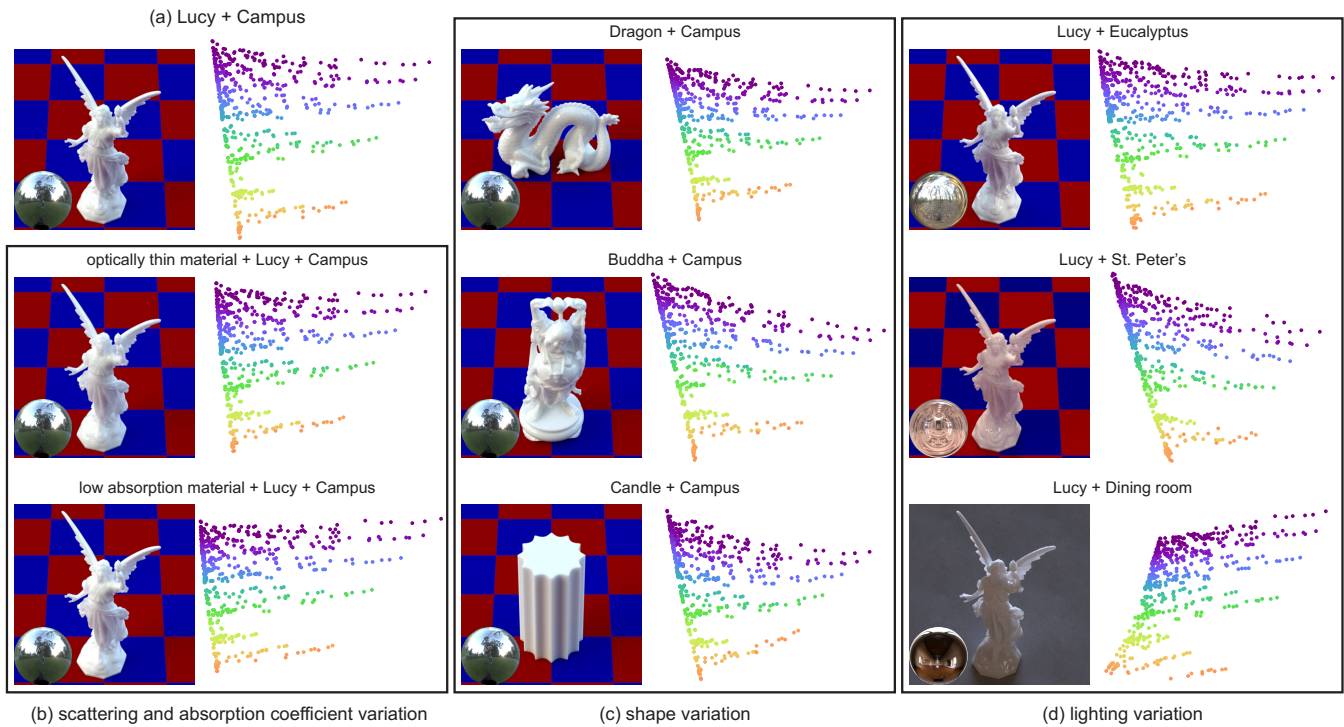 (a) Lucy + Campus
optically thin material + Lucy + Campus
low absorption material + Lucy + Campus
(b) scattering and absorption coefficient variation
Dragon + Campus
Buddha + Campus
Candle + Campus
(c) shape variation
Lucy + Eucalyptus
Lucy + St. Peter's
Lucy + Dining room
(d) lighting variation